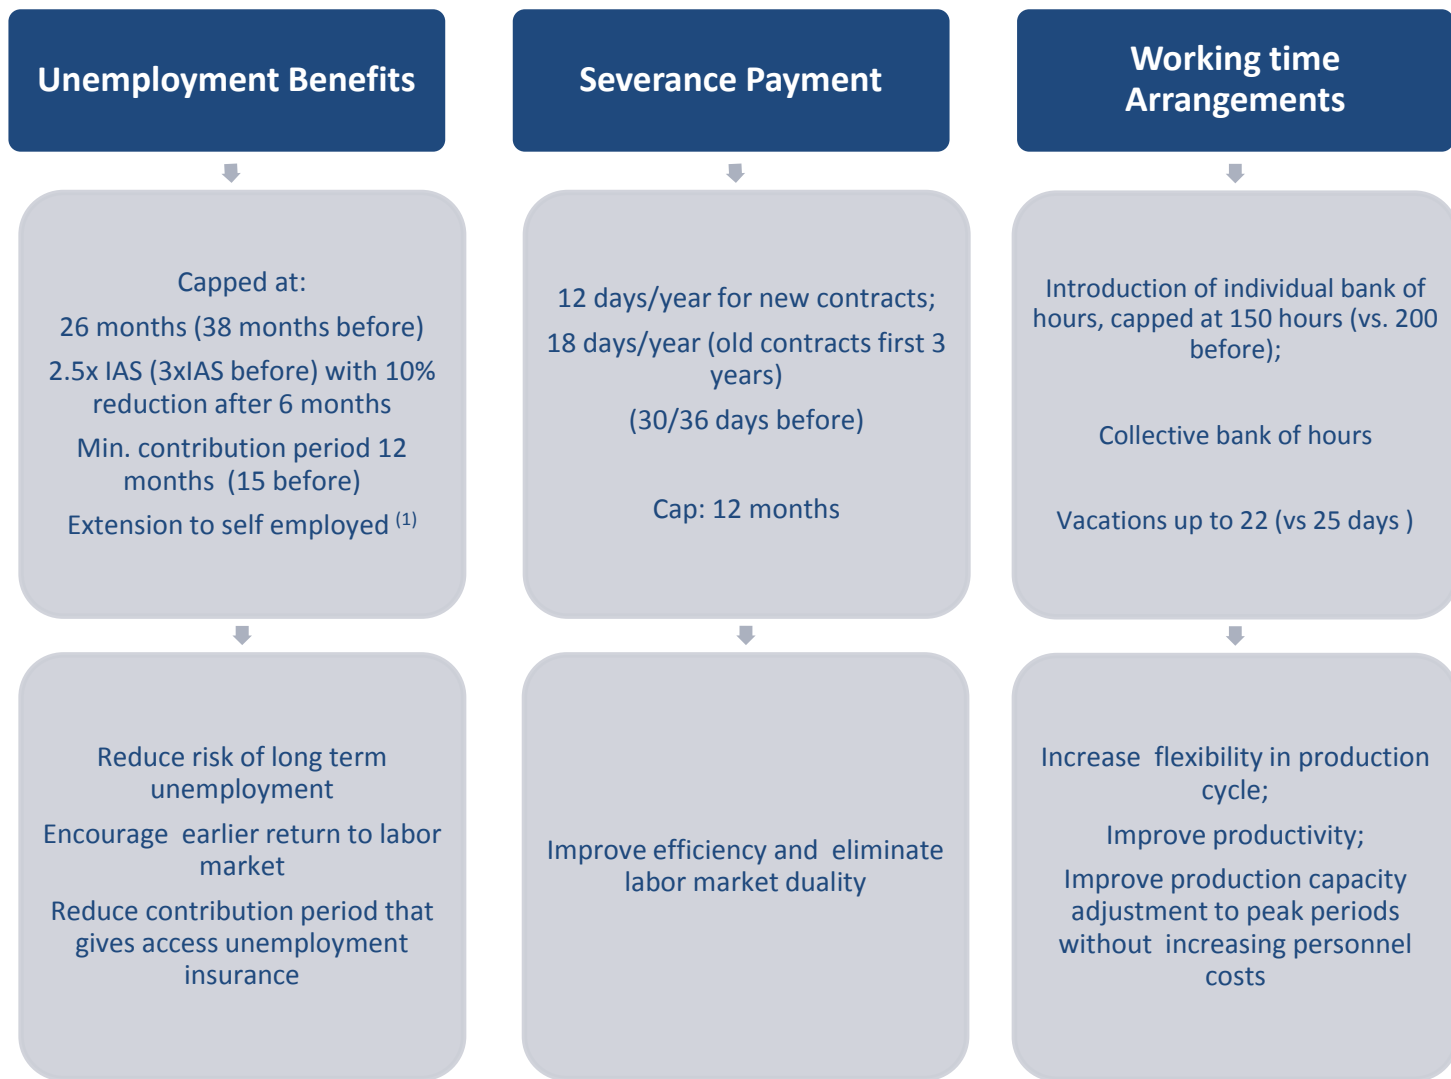 Unemployment Benefits
Capped at:
26 months (38 months before)
2.5x IAS (3xIAS before) with 10%
reduction after 6 months
Min. contribution period 12
months (15 before)
Extension to self employed (1)
Reduce risk of long term
unemployment
Encourage earlier return to labor
market
Reduce contribution period that
gives access unemployment
insurance
Severance Payment
12 days/year for new contracts;
18 days/year (old contracts first 3
years)
(30/36 days before)
Cap: 12 months
Improve efficiency and eliminate
labor market duality
Working time
Arrangements
Introduction of individual bank of
hours, capped at 150 hours (vs. 200
before);
Collective bank of hours
Vacations up to 22 (vs 25 days )
Increase flexibility in production
cycle;
Improve productivity;
Improve production capacity
adjustment to peak periods
without increasing personnel
costs